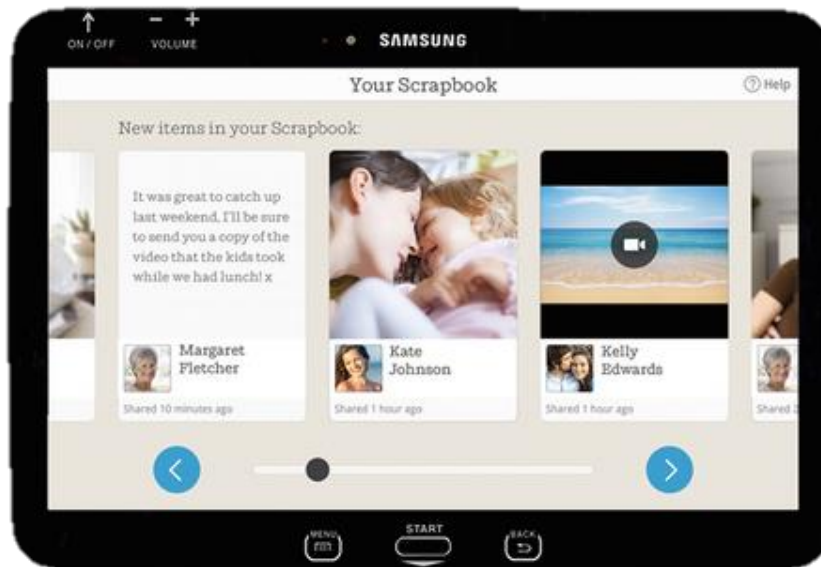 ON / OFF
VOLUME
SAMSUNG
Your Scrapbook
? Help
New items in your Scrapbook:
It was great to catch up
last weekend, I'll be sure
to send you a copy of the
video that the kids took
while we had lunch! x
Margaret
Fletcher
Shared 10 minutes ago
Kate
Johnson
Shared 1 hour ago
Kelly
Edwards
Shared 1 hour ago
Shared 2
MENU
START
BACK